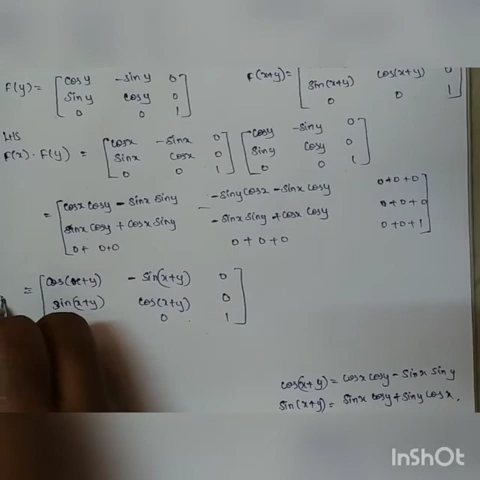 F(y) = [ cosy -siny 0
siny cosy 0
0 0 1 ]
F(x+y) = [
sin(x+y) cos(x+y) 0
0 0 1 ]
LHS
F(x) . F(y) = [ cosx -sinx 0 ] [ cosy -siny 0 ]
sinx cosx 0 siny cosy 0
0 0 1 0 0 1
= [ cosx cosy - sinx siny -siny cosx - sinx cosy 0+0+0
sinx cosy + cosx siny -sinx siny + cosx cosy 0+0+0
0+0+0 0+0+0 0+0+1 ]
= [ cos(x+y) -sin(x+y) 0
sin(x+y) cos(x+y) 0
0 1 ]
cos(x+y) = cosx cosy - sinx siny
sin(x+y) = sinx cosy + siny cosx.
InShOt